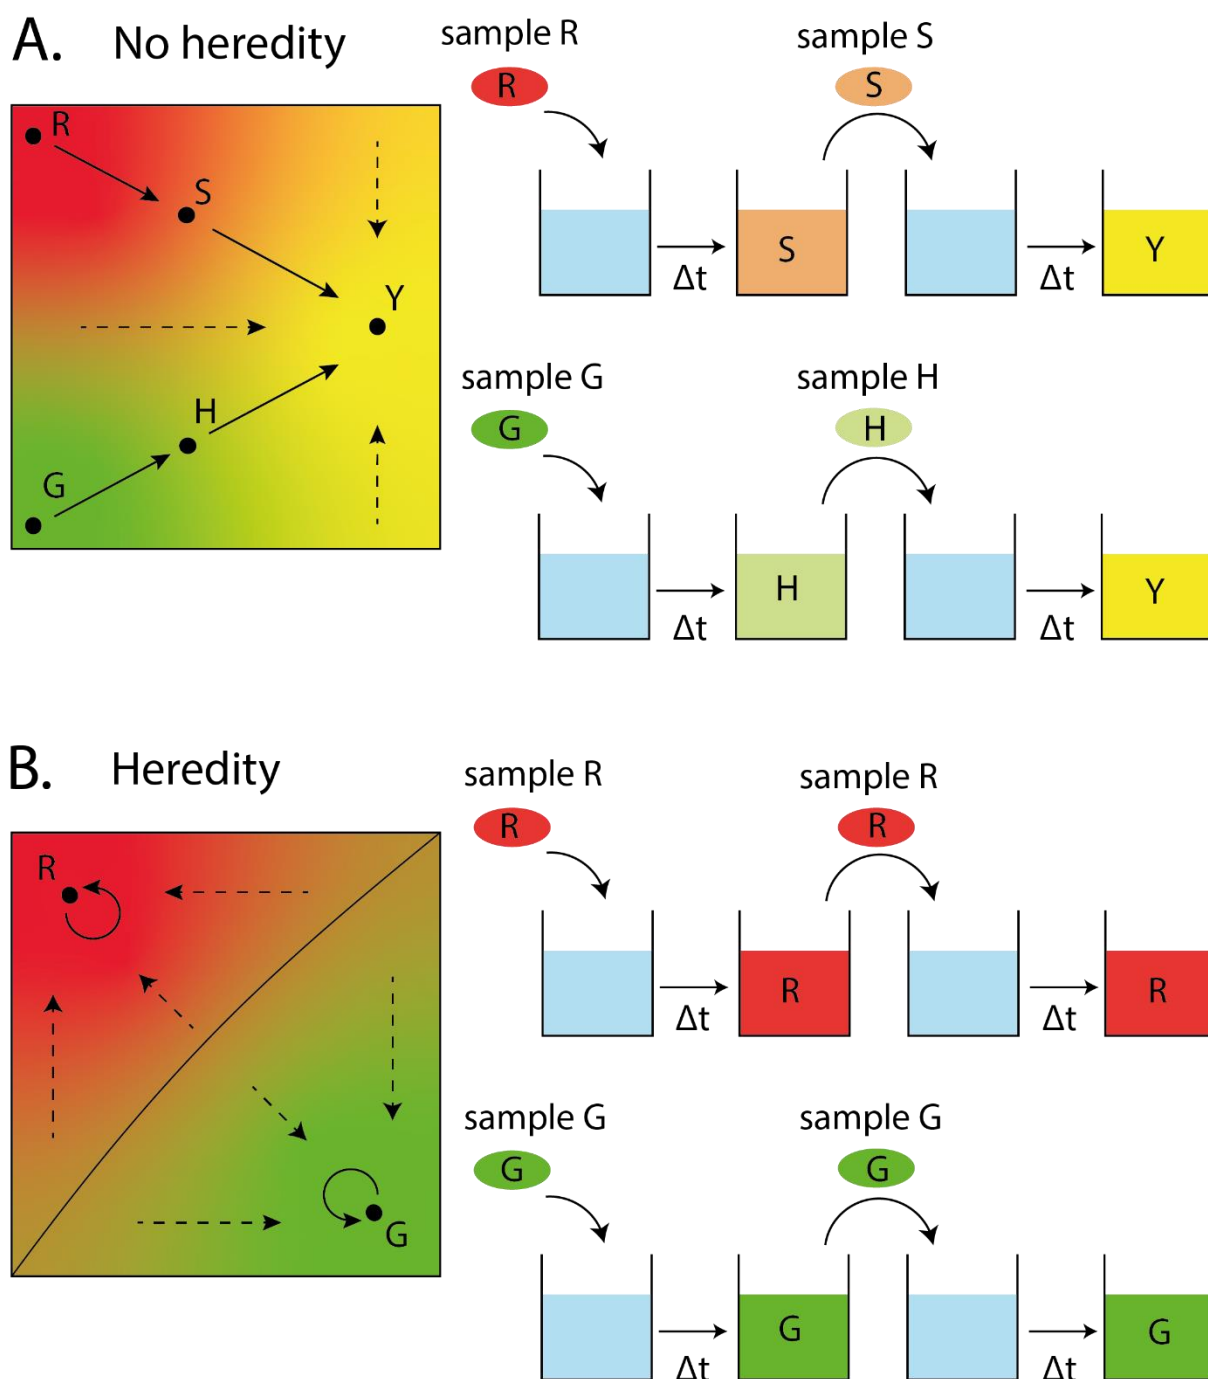 A. No heredity
sample R
sample S
R
S
R
S
Y
H
G
S
Y
Δt
Δt
sample G
sample H
G
H
H
Y
Δt
Δt
B. Heredity
sample R
sample R
R
R
R
G
R
R
Δt
Δt
sample G
sample G
G
G
G
G
Δt
Δt